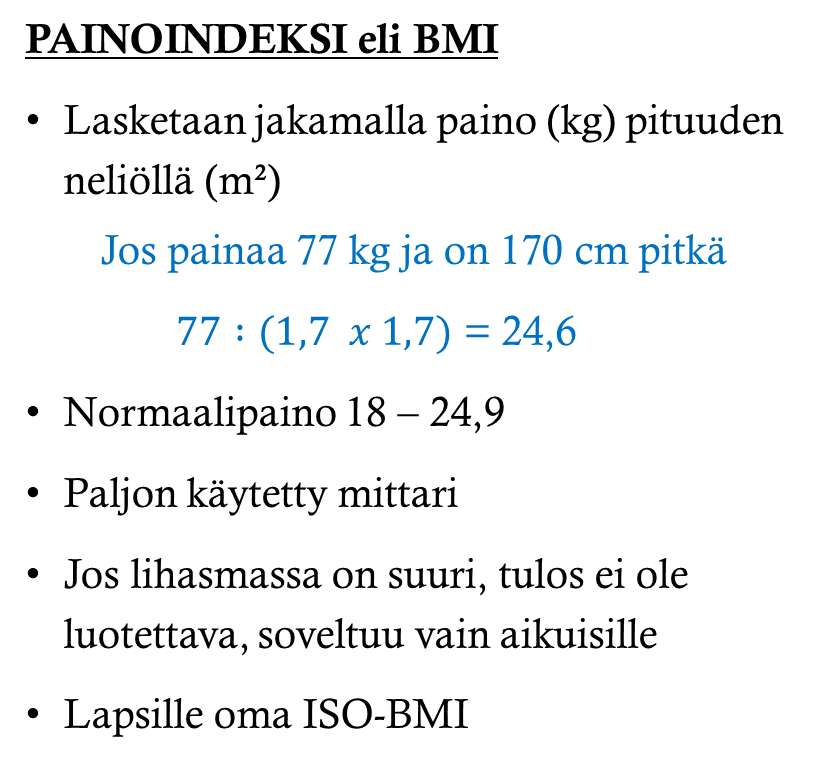 PAINOINDEKSI eli BMI
• Lasketaan jakamalla paino (kg) pituuden
neliöllä (m²)
Jos painaa 77 kg ja on 170 cm pitkä
77 : (1,7 x 1,7) = 24,6
• Normaalipaino 18 – 24,9
• Paljon käytetty mittari
• Jos lihasmassa on suuri, tulos ei ole
luotettava, soveltuu vain aikuisille
• Lapsille oma ISO-BMI